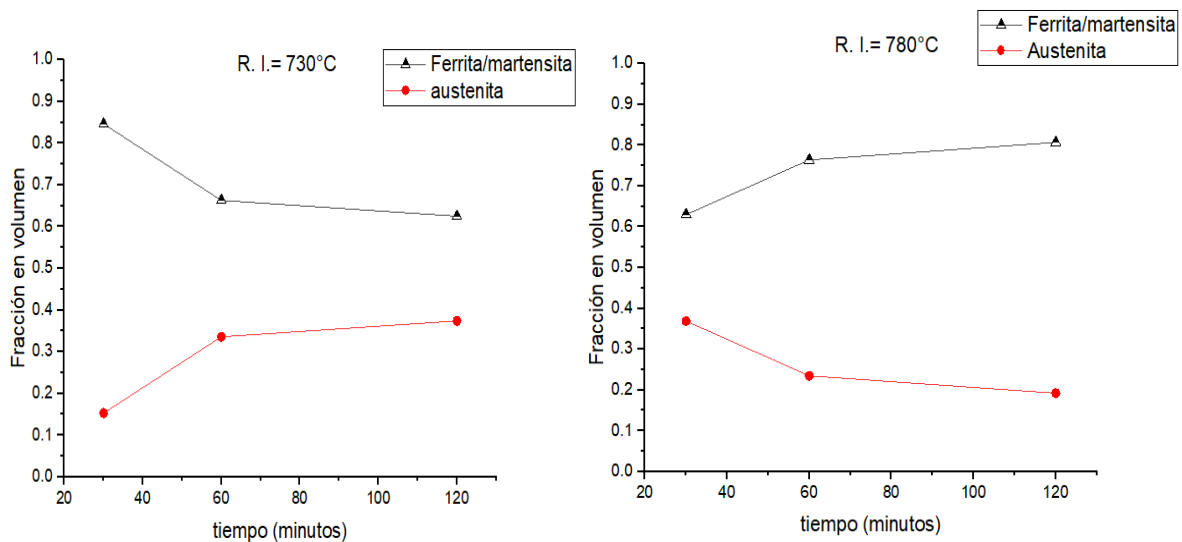 R. I.= 730°C
Ferrita/martensita
austenita
Fracción en volumen
1.0
0.9
0.8
0.7
0.6
0.5
0.4
0.3
0.2
0.1
0.0
20 40 60 80 100 120
tiempo (minutos)
R. I.= 780°C
Ferrita/martensita
Austenita
Fracción en volumen
1.0
0.9
0.8
0.7
0.6
0.5
0.4
0.3
0.2
0.1
0.0
20 40 60 80 100 120
tiempo (minutos)